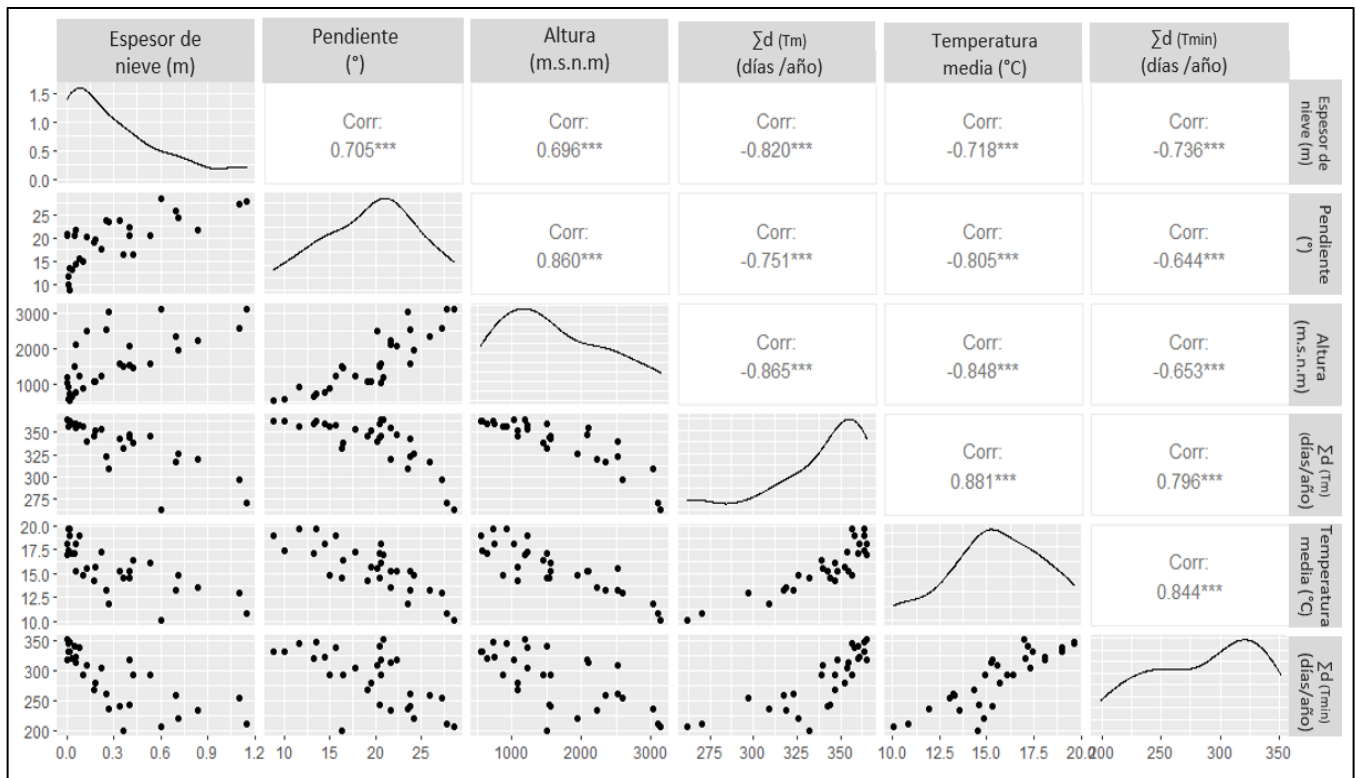 Espesor de
nieve (m)
Pendiente
(°)
Altura
(m.s.n.m)
∑d (Tm)
(días /año)
Temperatura
media (°C)
∑d (Tmin)
(días /año)
1.5
1.0
0.5
0.0
Corr:
0.705***
Corr:
0.696***
Corr:
-0.820***
Corr:
-0.718***
Corr:
-0.736***
Espesor de
nieve (m)
25
20
15
10
Corr:
0.860***
Corr:
-0.751***
Corr:
-0.805***
Corr:
-0.644***
Pendiente
(°)
3000
2000
1000
Corr:
-0.865***
Corr:
-0.848***
Corr:
-0.653***
Altura
(m.s.n.m)
350
325
300
275
Corr:
0.881***
Corr:
0.796***
∑d (Tm)
(días/año)
20.0
17.5
15.0
12.5
10.0
Corr:
0.844***
Temperatura
media (°C)
350
300
250
200
∑d (Tmin)
(días/año)
0.0 0.3 0.6 0.9 1.2
10 15 20 25
1000 2000 3000
275 300 325 350
10.0 12.5 15.0 17.5 20.0
200 250 300 350